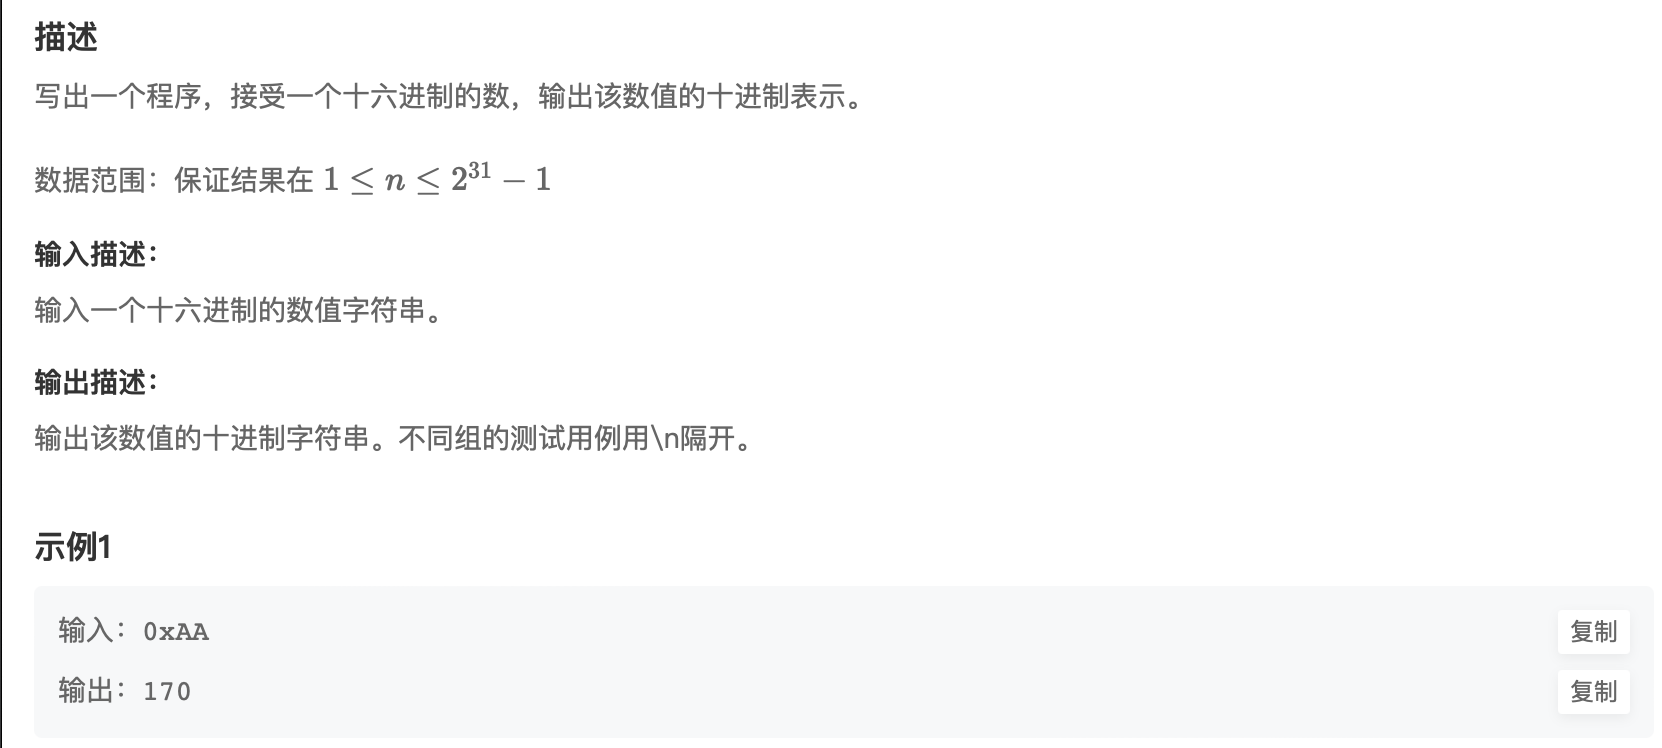 描述
写出一个程序，接受一个十六进制的数，输出该数值的十进制表示。
数据范围：保证结果在 1 ≤ n ≤ 2³¹ − 1
输入描述：
输入一个十六进制的数值字符串。
输出描述：
输出该数值的十进制字符串。不同组的测试用例用\n隔开。
示例1
输入：0xAA 复制
输出：170 复制